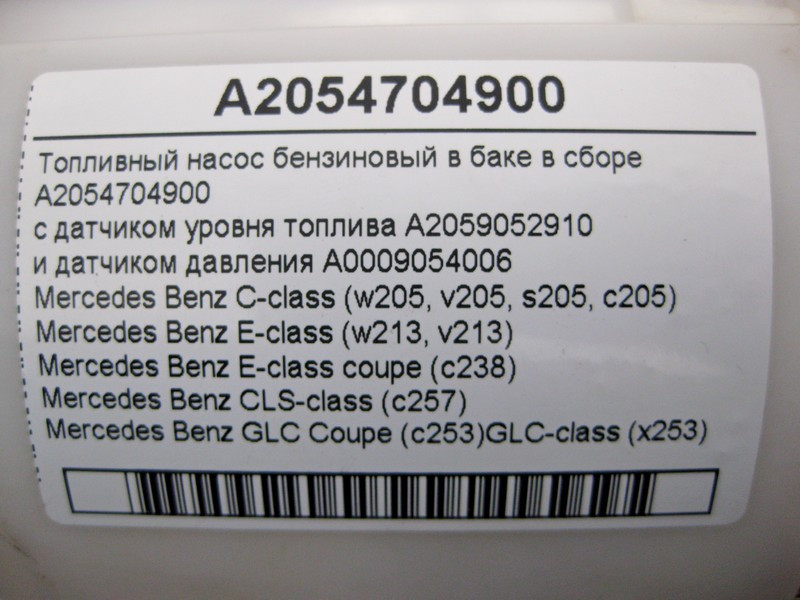 A2054704900
Топливный насос бензиновый в баке в сборе
A2054704900
с датчиком уровня топлива A2059052910
и датчиком давления A0009054006
Mercedes Benz C-class (w205, v205, s205, c205)
Mercedes Benz E-class (w213, v213)
Mercedes Benz E-class coupe (c238)
Mercedes Benz CLS-class (c257)
Mercedes Benz GLC Coupe (c253)GLC-class (x253)